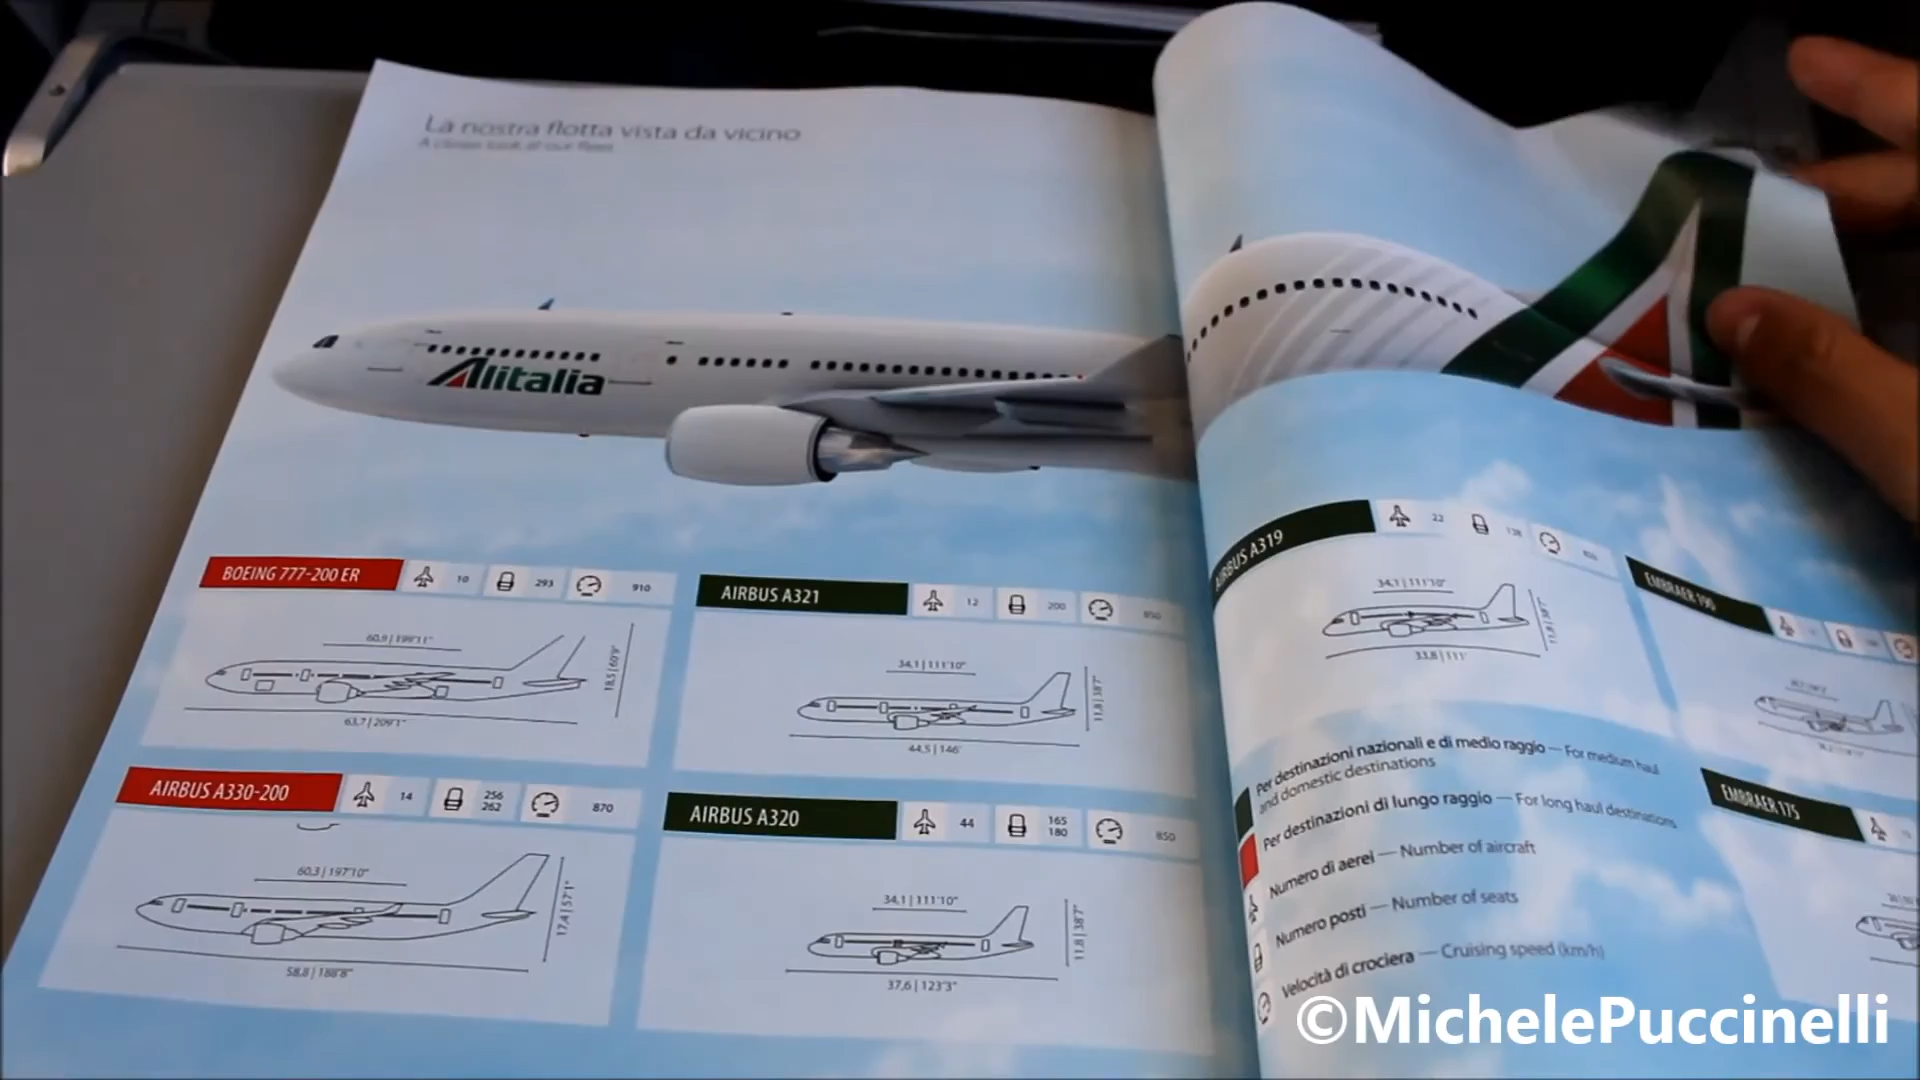 La nostra flotta vista da vicino
A closer look at our fleet
Alitalia
BOEING 777-200 ER
10
293
910
60,9 | 199'11"
18,5 | 60'9"
63,7 | 209'1"
AIRBUS A321
12
200
850
34,1 | 111'10"
11,8 | 38'7"
44,5 | 146'
AIRBUS A330-200
14
256
262
870
60,3 | 197'10"
17,4 | 57'1"
58,8 | 188'8"
AIRBUS A320
44
165
180
850
34,1 | 111'10"
11,8 | 38'7"
37,6 | 123'3"
AIRBUS A319
22
138
34,1 | 111'10"
11,8 | 38'7"
33,8 | 111'
EMBRAER 190
EMBRAER 175
Per destinazioni nazionali e di medio raggio — For medium haul
and domestic destinations
Per destinazioni di lungo raggio — For long haul destinations
Numero di aerei — Number of aircraft
Numero posti — Number of seats
Velocità di crociera — Cruising speed (km/h)
©MichelePuccinelli